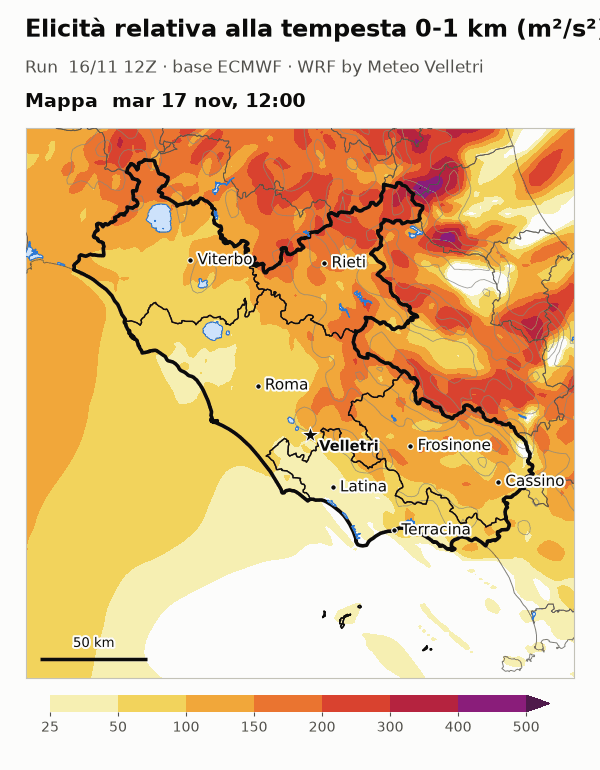 Elicità relativa alla tempesta 0-1 km (m²/s²)
Run  16/11 12Z · base ECMWF · WRF by Meteo Velletri
Mappa  mar 17 nov, 12:00
Viterbo
Rieti
Roma
Velletri
Frosinone
Cassino
Latina
Terracina
50 km
25 50 100 150 200 300 400 500